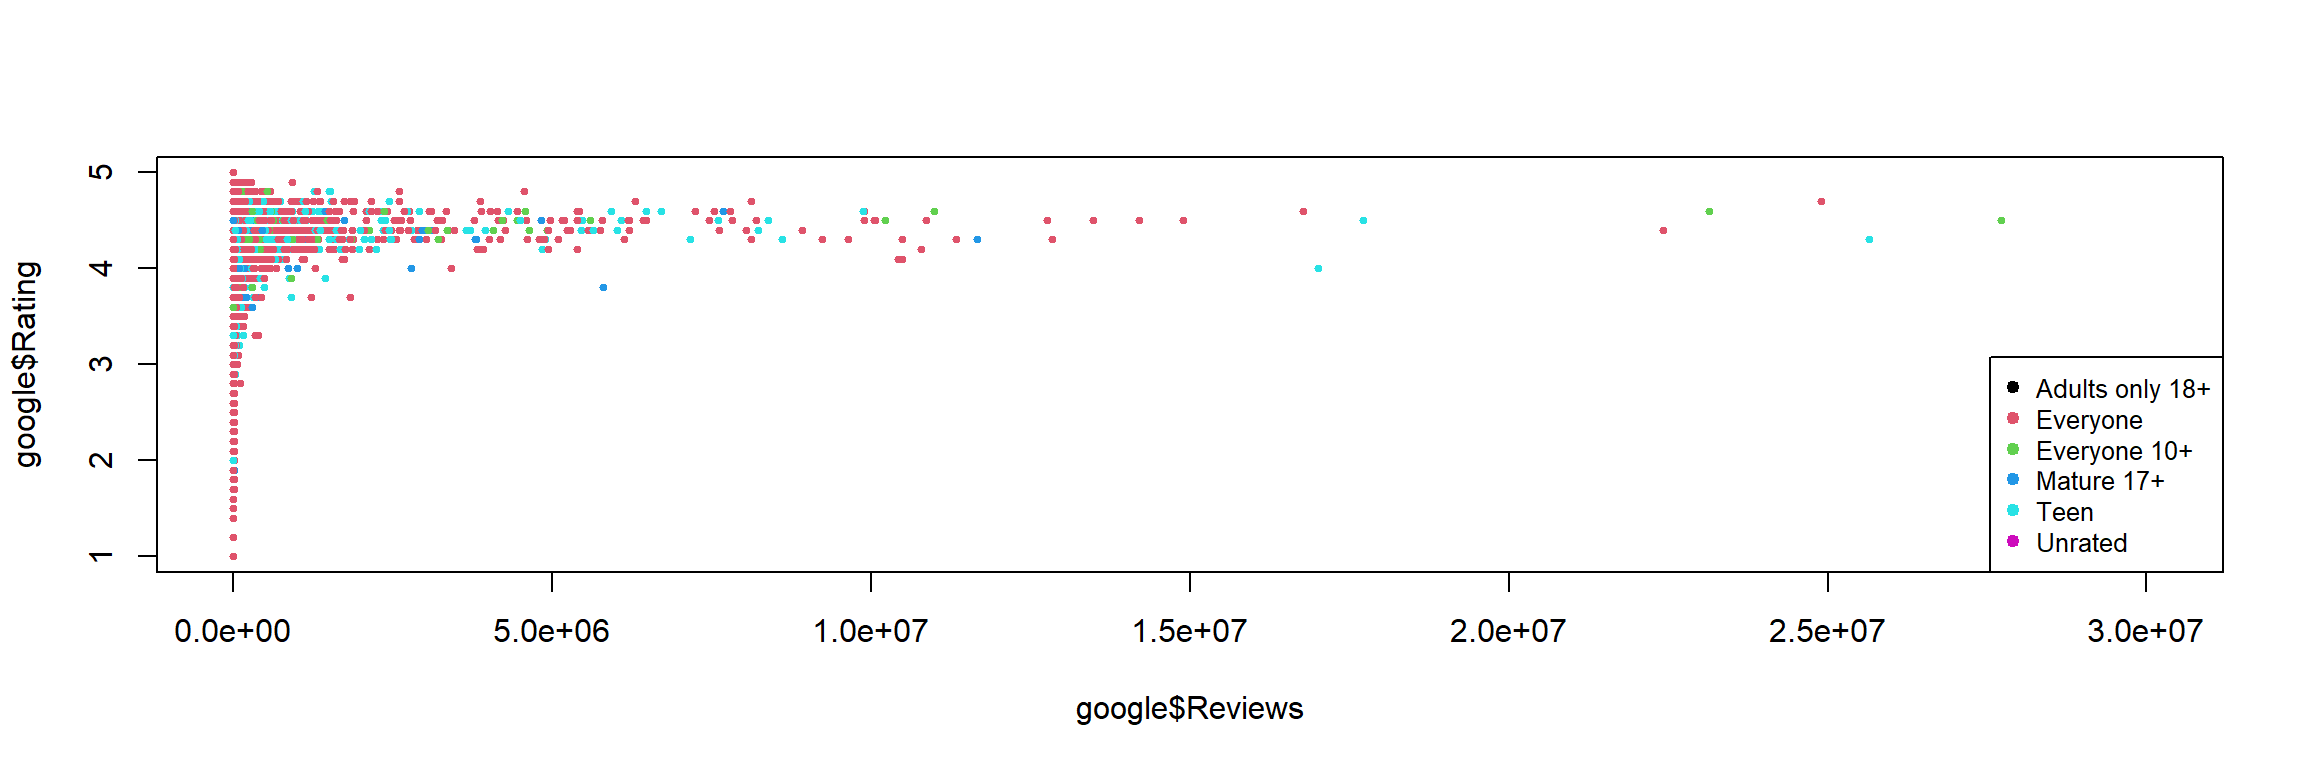 google$Rating
5
4
3
2
1
Adults only 18+
Everyone
Everyone 10+
Mature 17+
Teen
Unrated
0.0e+00 5.0e+06 1.0e+07 1.5e+07 2.0e+07 2.5e+07 3.0e+07
google$Reviews